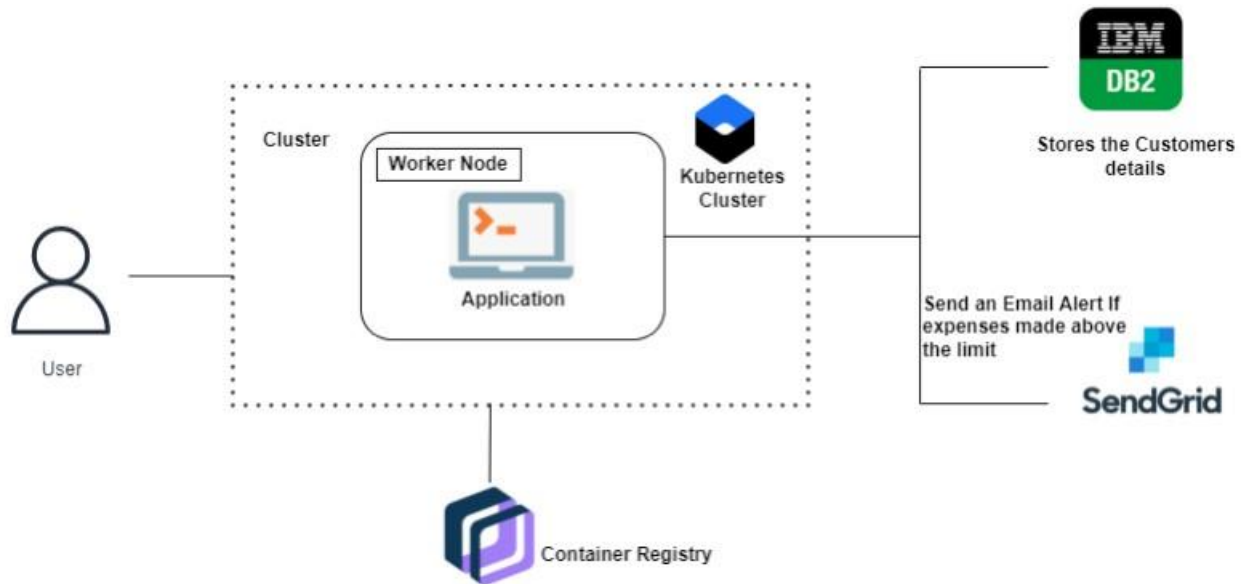 Cluster
Worker Node
Application
Kubernetes
Cluster
User
Container Registry
IBM
DB2
Stores the Customers
details
Send an Email Alert If
expenses made above
the limit
SendGrid